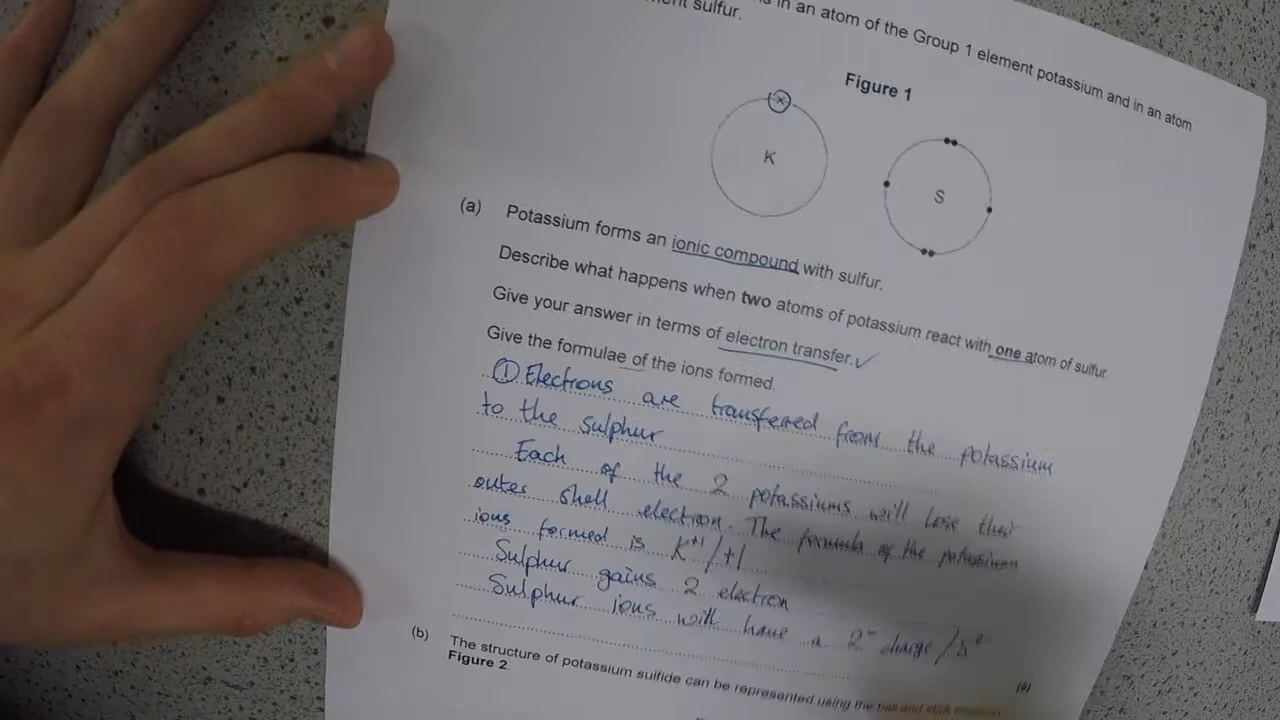 in an atom of the Group 1 element potassium and in an atom
sulfur.
Figure 1
K
S
(a) Potassium forms an ionic compound with sulfur.
Describe what happens when two atoms of potassium react with one atom of sulfur.
Give your answer in terms of electron transfer. ✓
Give the formulae of the ions formed.
① Electrons are transferred from the potassium
to the sulphur
Each of the 2 potassiums will lose their
outer shell electron. The formula of the potassium
ions formed is K⁺¹/+1
Sulphur gains 2 electron
Sulphur ions will have a 2⁻ charge /
(b) The structure of potassium sulfide can be represented using the ball and stick
Figure 2.